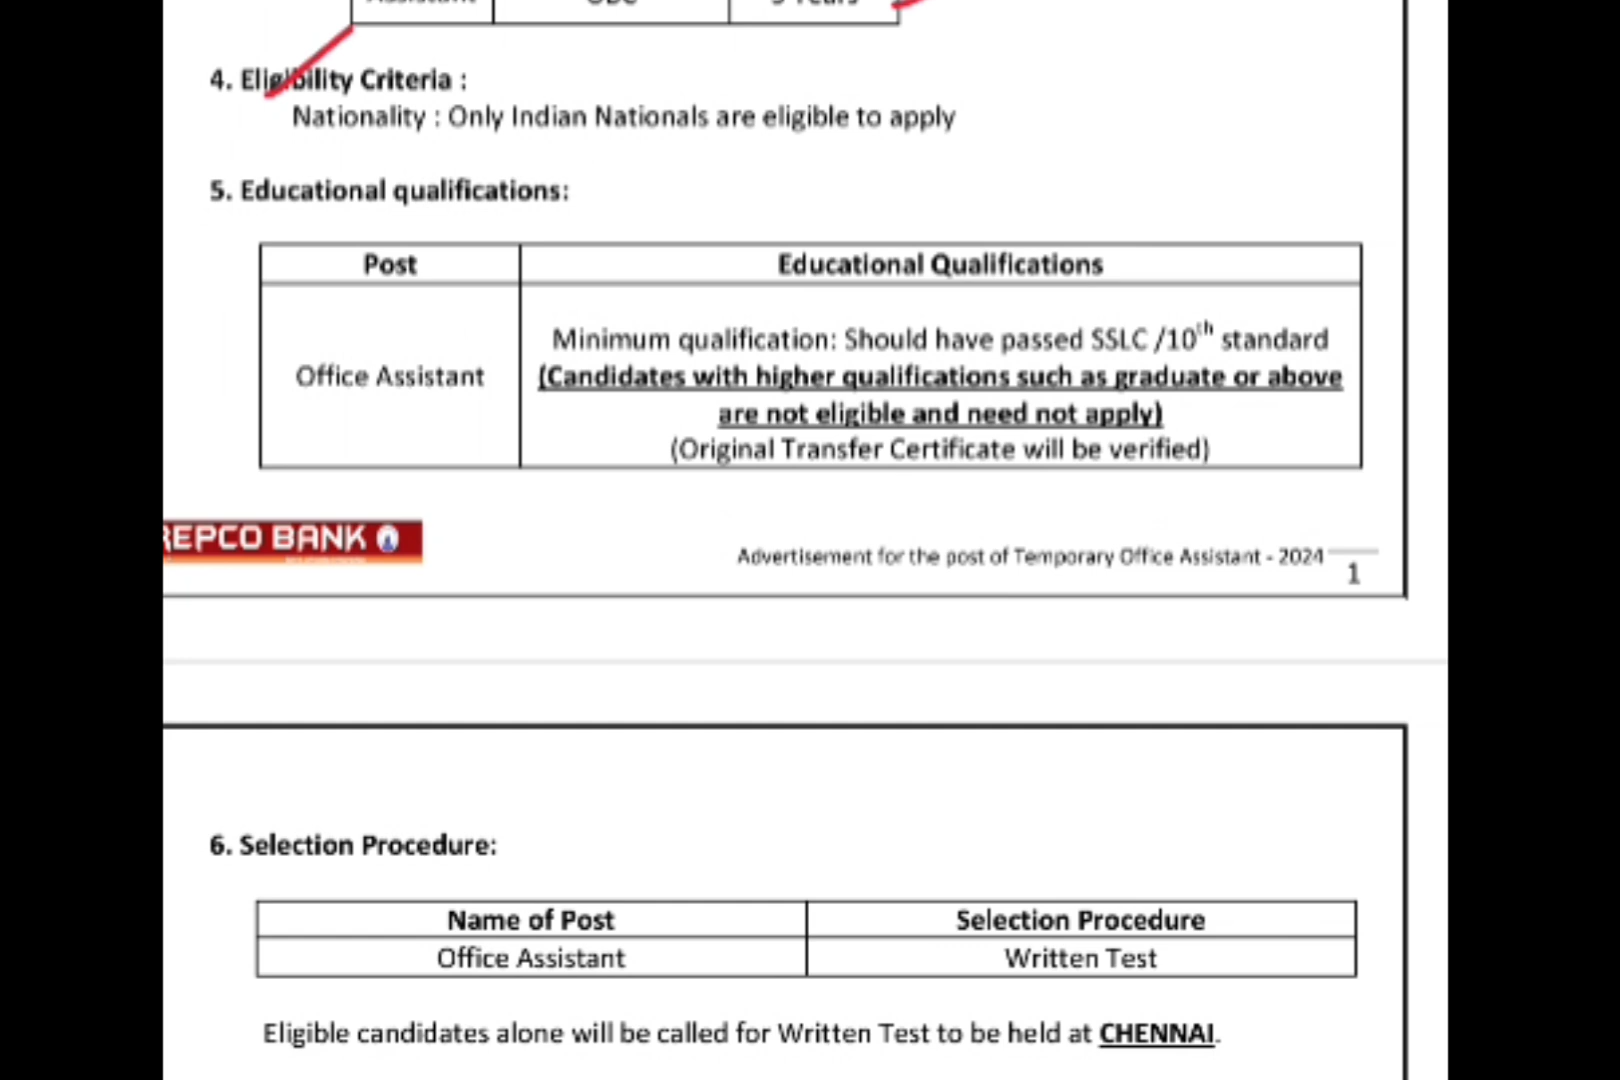 4. Eligibility Criteria :
Nationality : Only Indian Nationals are eligible to apply
5. Educational qualifications:
Post Educational Qualifications
Minimum qualification: Should have passed SSLC /10th standard
Office Assistant (Candidates with higher qualifications such as graduate or above
are not eligible and need not apply)
(Original Transfer Certificate will be verified)
REPCO BANK
Advertisement for the post of Temporary Office Assistant - 2024
1
6. Selection Procedure:
Name of Post Selection Procedure
Office Assistant Written Test
Eligible candidates alone will be called for Written Test to be held at CHENNAI.